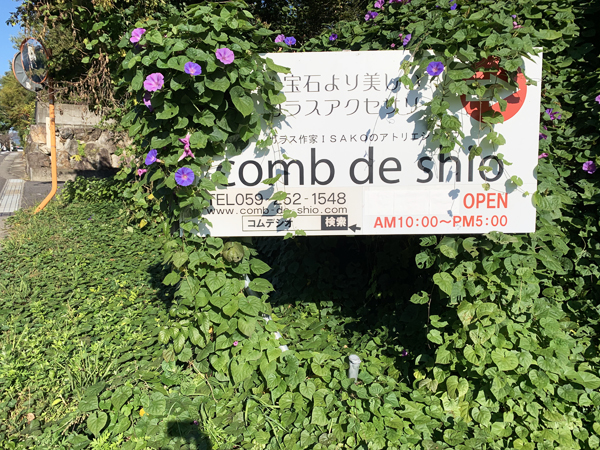 宝石より美し
ラスアクセサリ
ガラス作家ISAKOのアトリエ
comb de shio
TEL059-252-1548
www.comb-de-shio.com
コムデシオ 検索
OPEN
AM10:00〜PM5:00